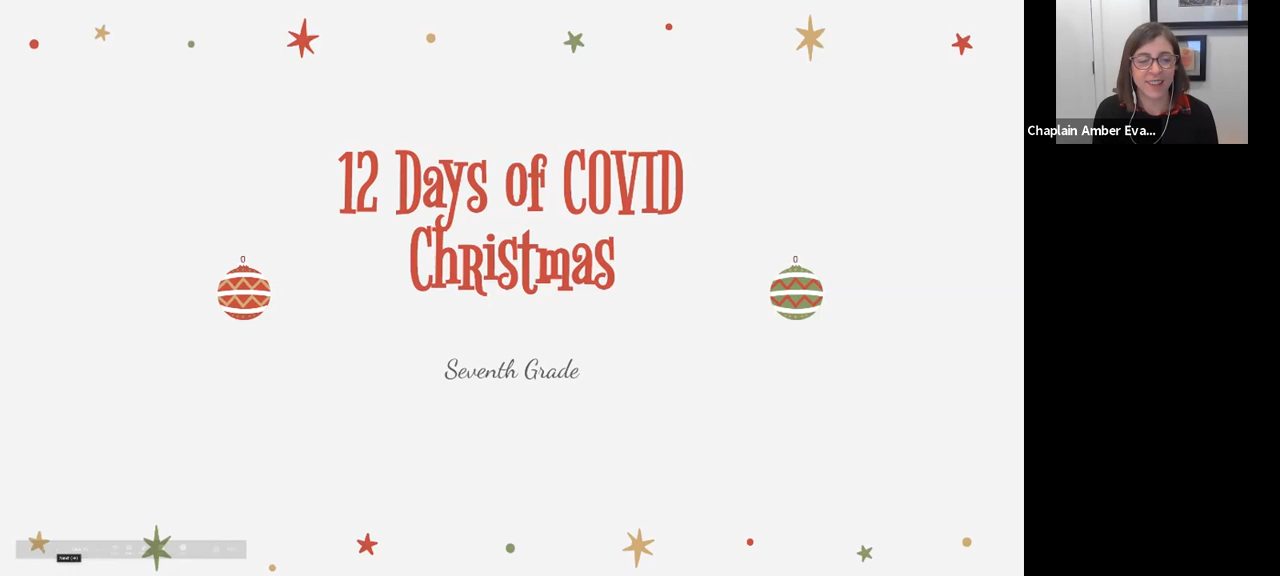 12 Days of COVID
Christmas
Seventh Grade
Chaplain Amber Eva...